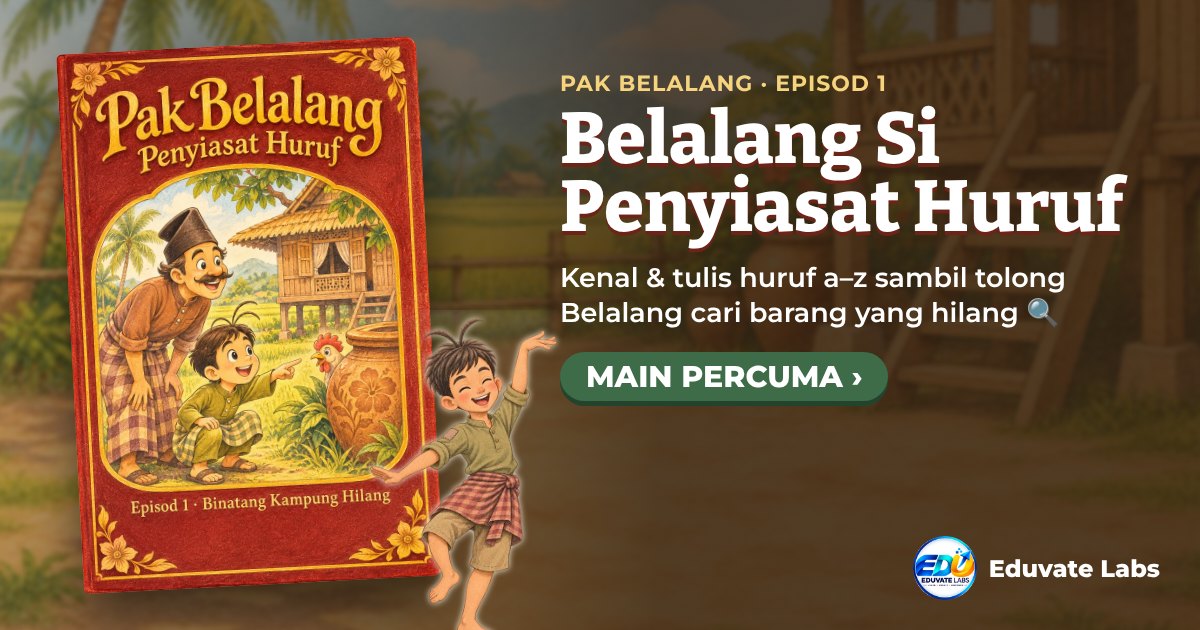 Pak Belalang
Penyiasat Huruf
Episod 1 · Binatang Kampung Hilang
PAK BELALANG · EPISOD 1
Belalang Si
Penyiasat Huruf
Kenal & tulis huruf a–z sambil tolong
Belalang cari barang yang hilang 🔍
MAIN PERCUMA ›
EDU
EDUVATE LABS
Eduvate Labs